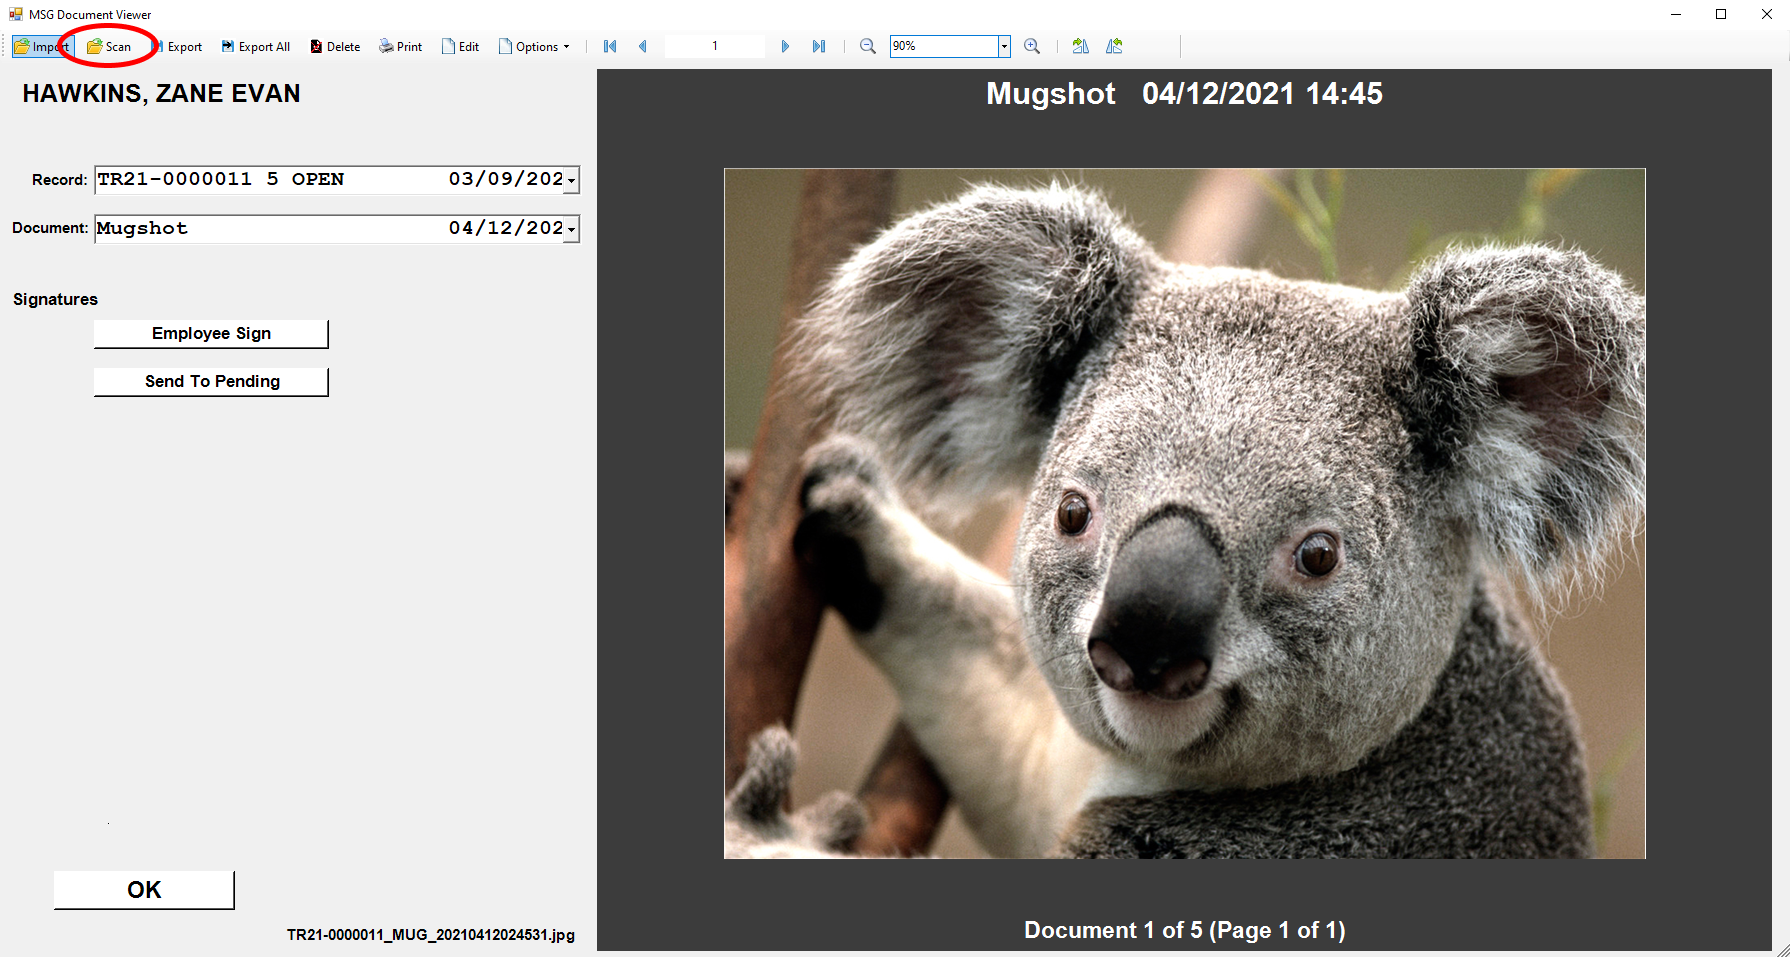 MSG Document Viewer
Import Scan Export Export All Delete Print Edit Options 1 90%
HAWKINS, ZANE EVAN
Mugshot 04/12/2021 14:45
Record: TR21-0000011 5 OPEN 03/09/202
Document: Mugshot 04/12/202
Signatures
Employee Sign
Send To Pending
OK
TR21-0000011_MUG_20210412024531.jpg
Document 1 of 5 (Page 1 of 1)